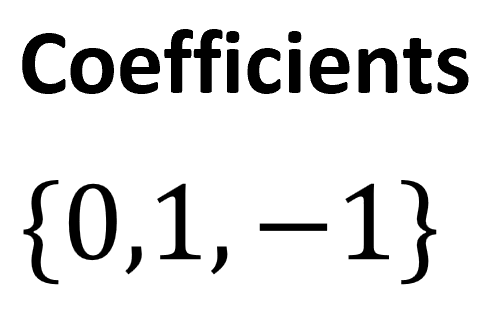 Coefficients
{0,1, −1}